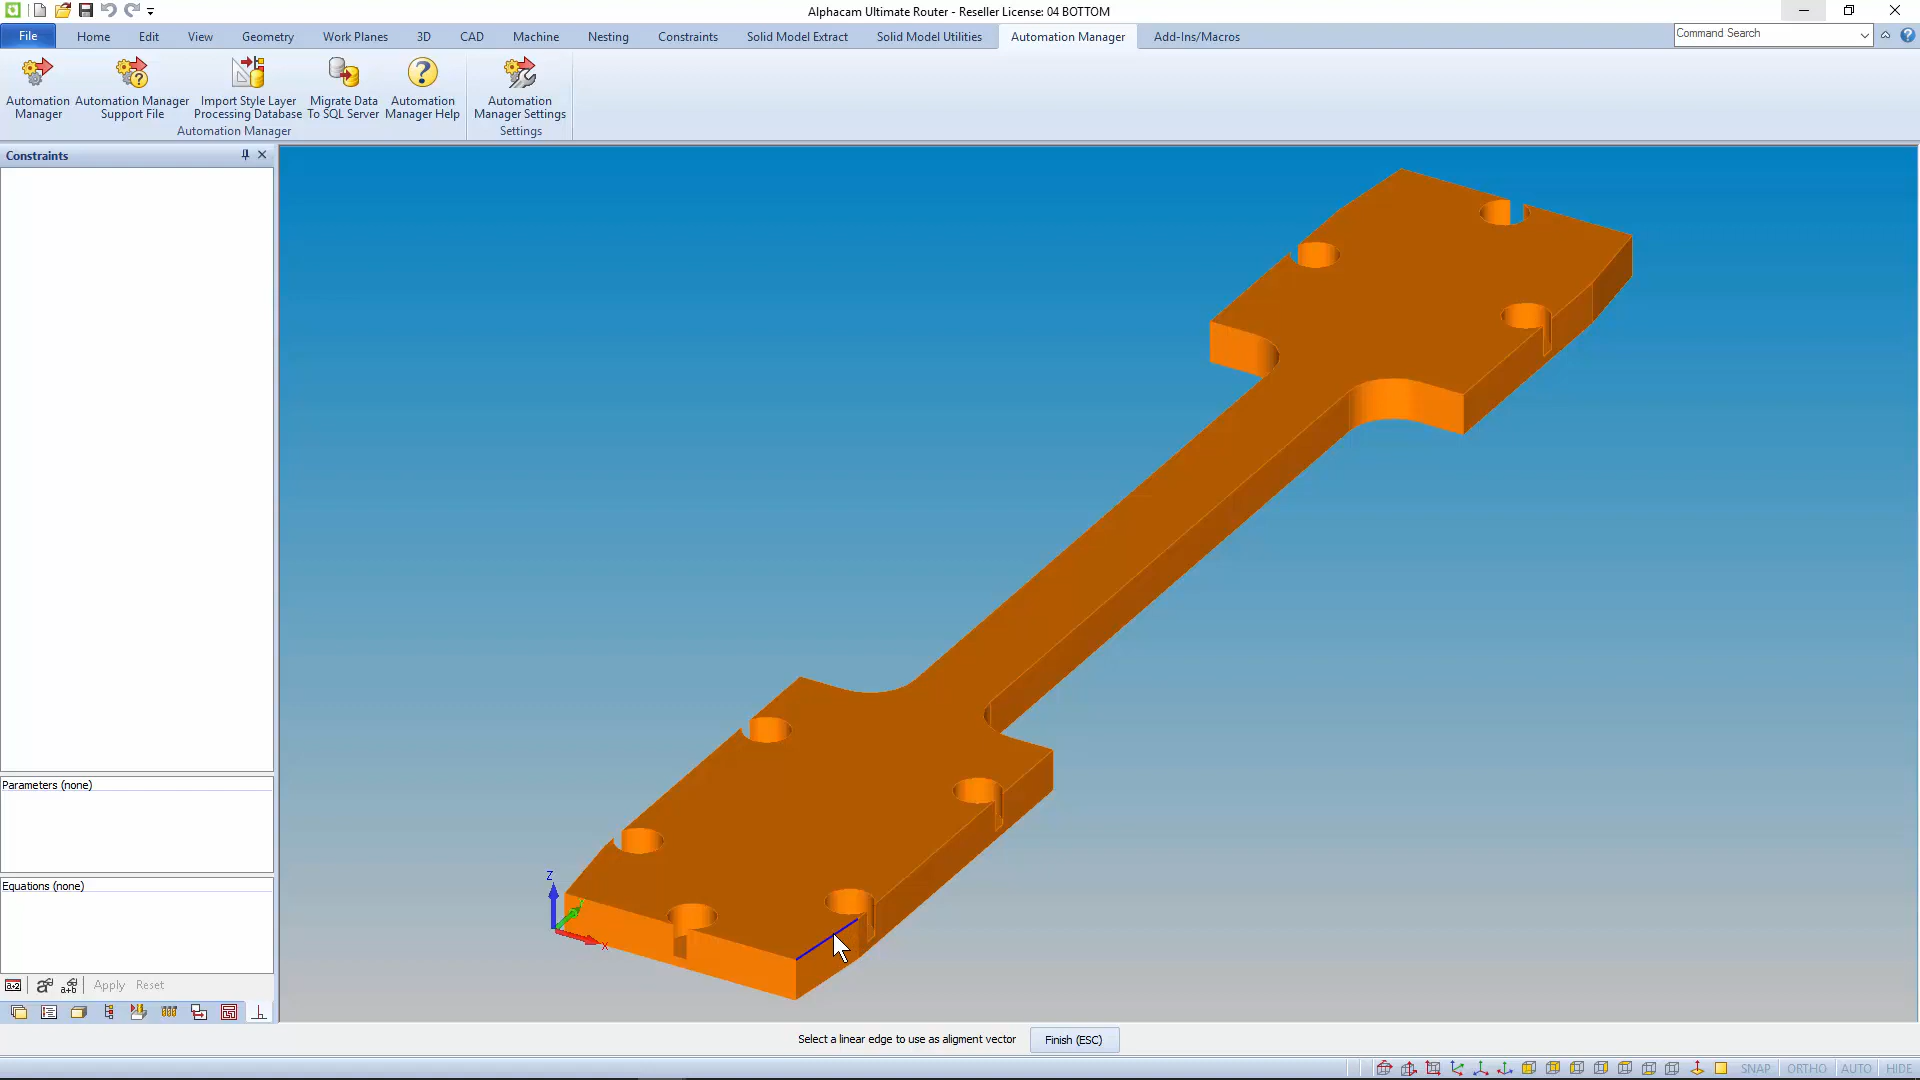 Alphacam Ultimate Router - Reseller License: 04 BOTTOM
File Home Edit View Geometry Work Planes 3D CAD Machine Nesting Constraints Solid Model Extract Solid Model Utilities Automation Manager Add-Ins/Macros
Command Search
Automation Manager
Automation Manager Support File
Import Style Layer Processing Database
Migrate Data To SQL Server
Automation Manager Help
Automation Manager Settings
Automation Manager
Settings
Constraints
Parameters (none)
Equations (none)
Apply Reset
Z
Y
X
Select a linear edge to use as aligment vector
Finish (ESC)
SNAP ORTHO AUTO HIDE